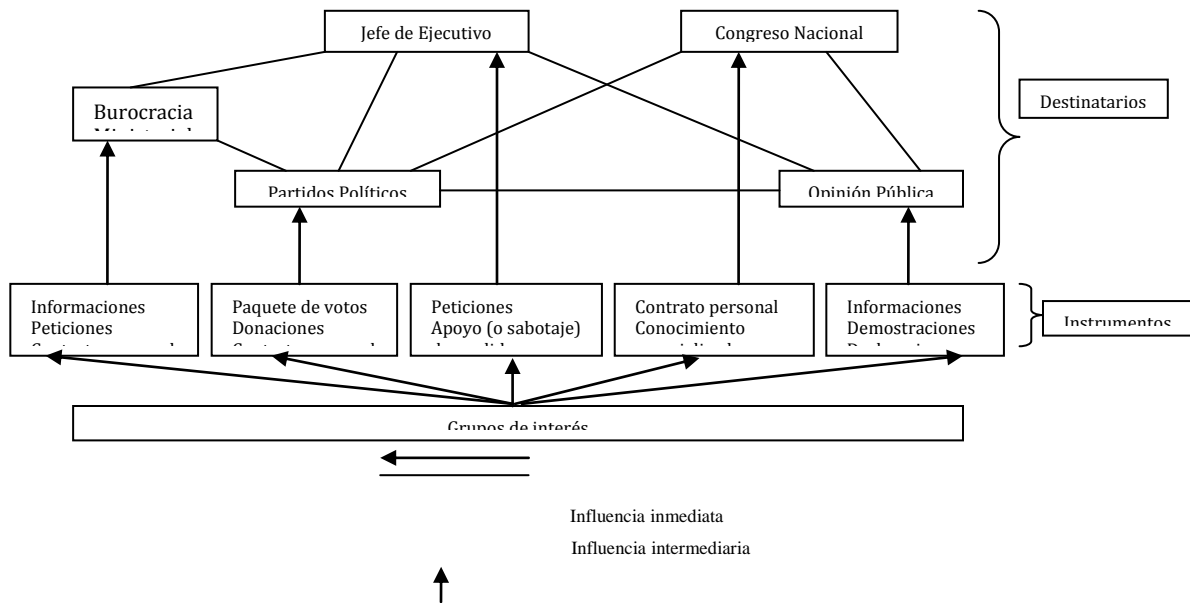 Jefe de Ejecutivo
Congreso Nacional
Destinatarios
Burocracia
Partidos Políticos
Opinión Pública
Informaciones
Peticiones
Paquete de votos
Donaciones
Peticiones
Apoyo (o sabotaje)
Contrato personal
Conocimiento
Informaciones
Demostraciones
Instrumentos
Grupos de interés
Influencia inmediata
Influencia intermediaria